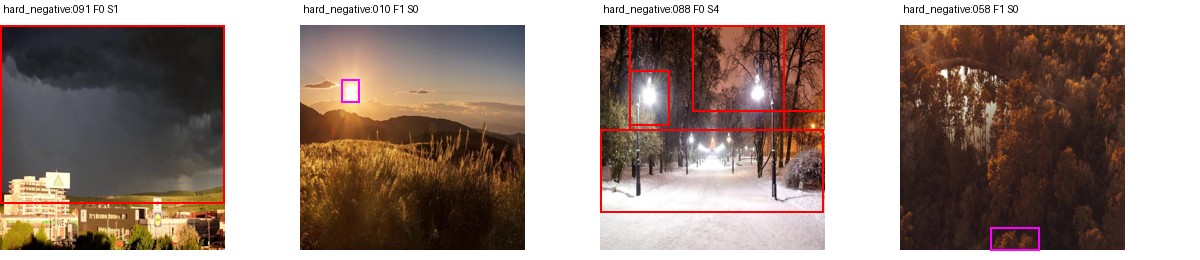 hard_negative:091 F0 S1
hard_negative:010 F1 S0
hard_negative:088 F0 S4
hard_negative:058 F1 S0